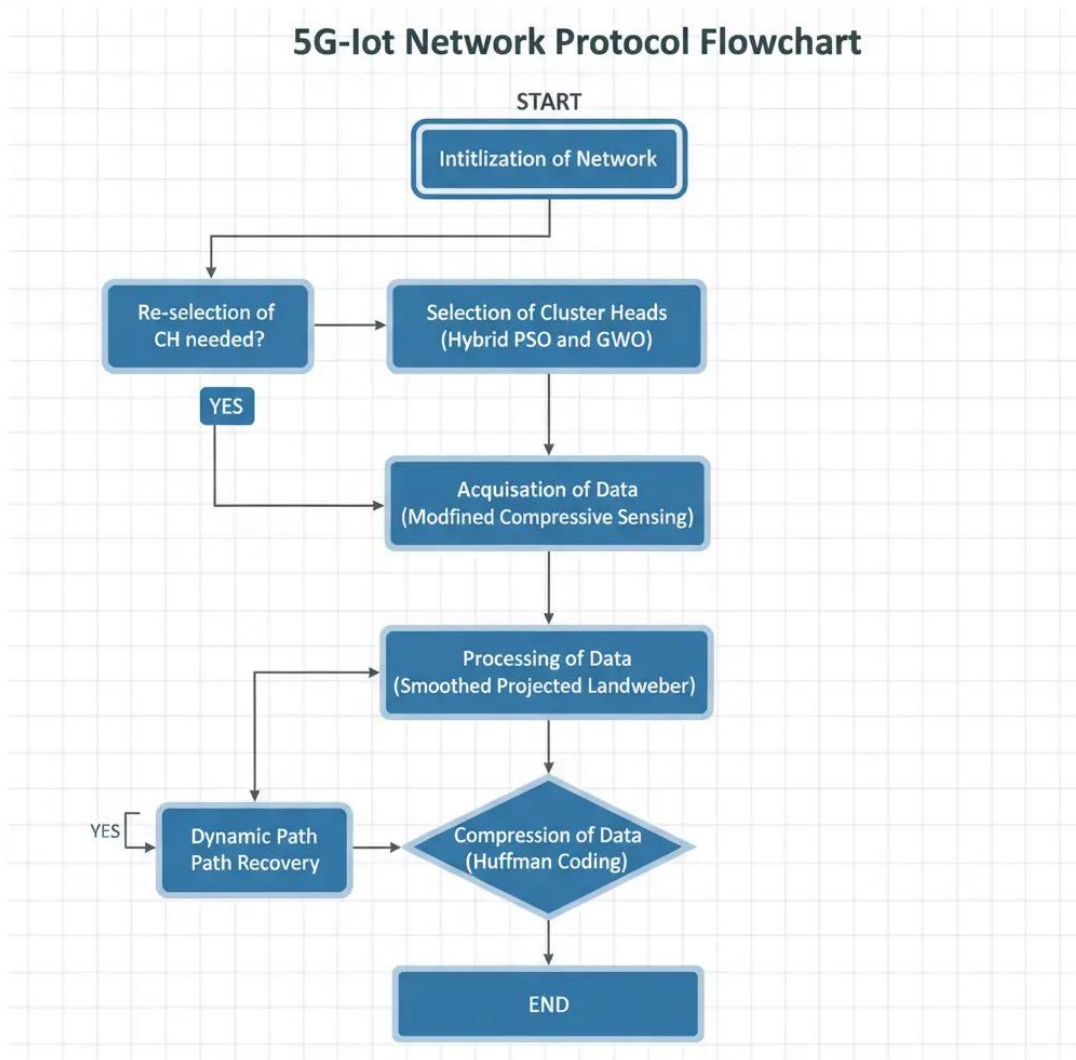 5G-Iot Network Protocol Flowchart
START
Intitlization of Network
Re-selection of
CH needed?
Selection of Cluster Heads
(Hybrid PSO and GWO)
YES
Acquisation of Data
(Modfined Compressive Sensing)
Processing of Data
(Smoothed Projected Landweber)
YES
Dynamic Path
Path Recovery
Compression of Data
(Huffman Coding)
END